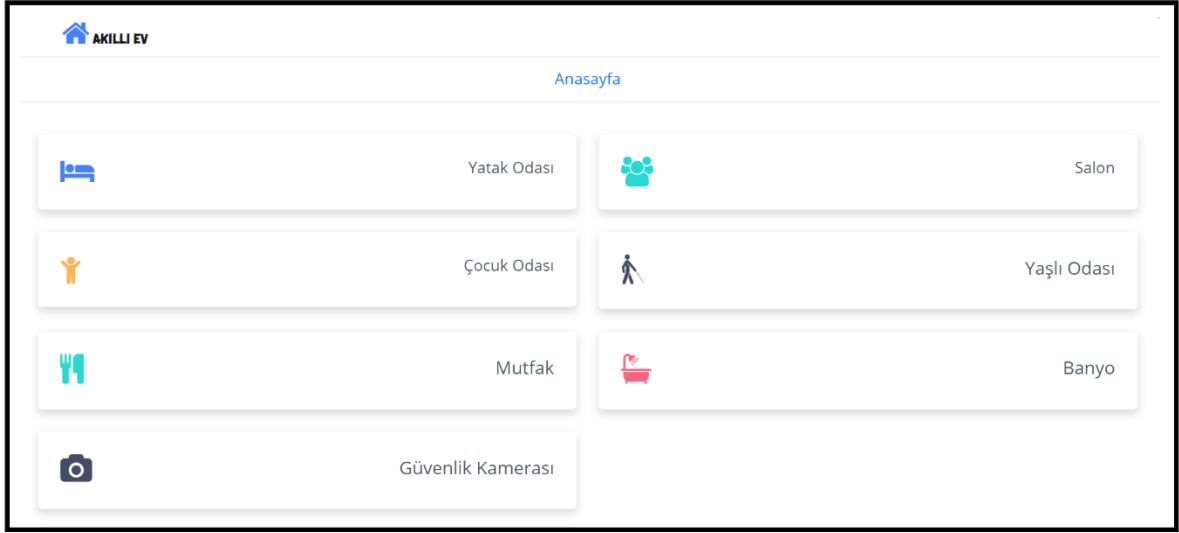 AKILLI EV
Anasayfa
Yatak Odası
Salon
Çocuk Odası
Yaşlı Odası
Mutfak
Banyo
Güvenlik Kamerası